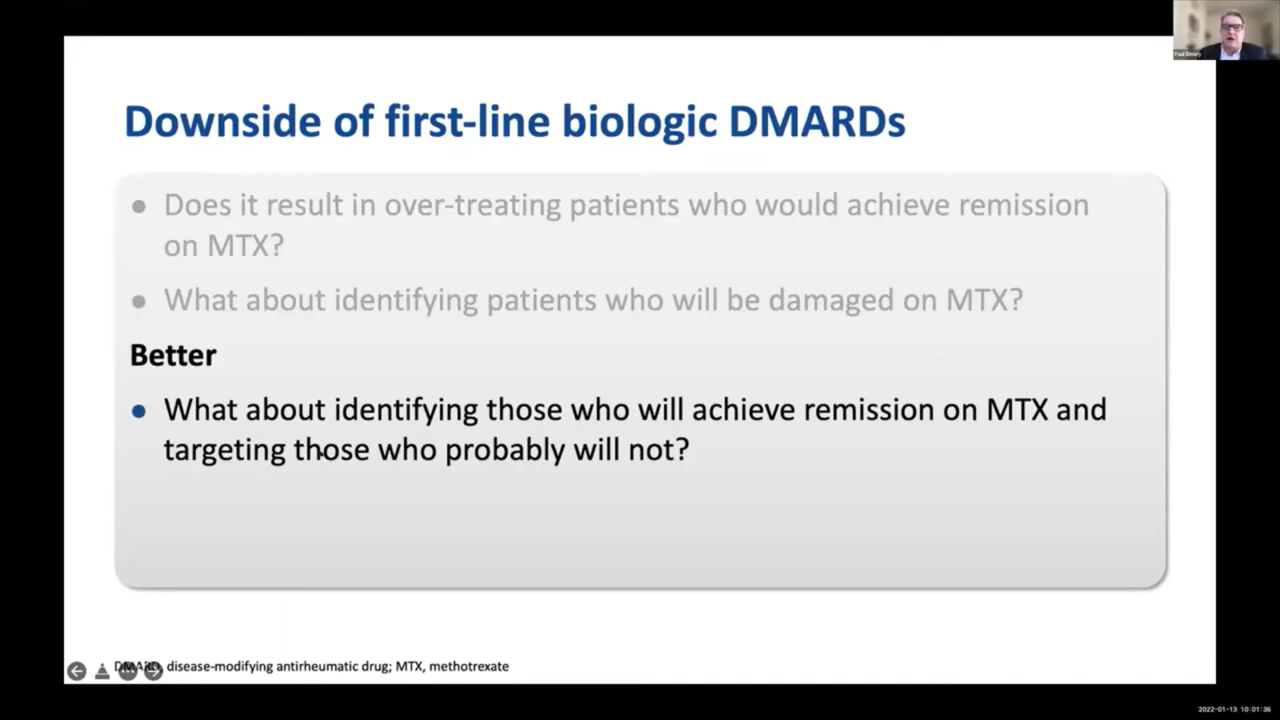 Paul Emery
Downside of first-line biologic DMARDs
● Does it result in over-treating patients who would achieve remission
on MTX?
● What about identifying patients who will be damaged on MTX?
Better
● What about identifying those who will achieve remission on MTX and
targeting those who probably will not?
DMARD, disease-modifying antirheumatic drug; MTX, methotrexate
2022-01-13 10:01:36